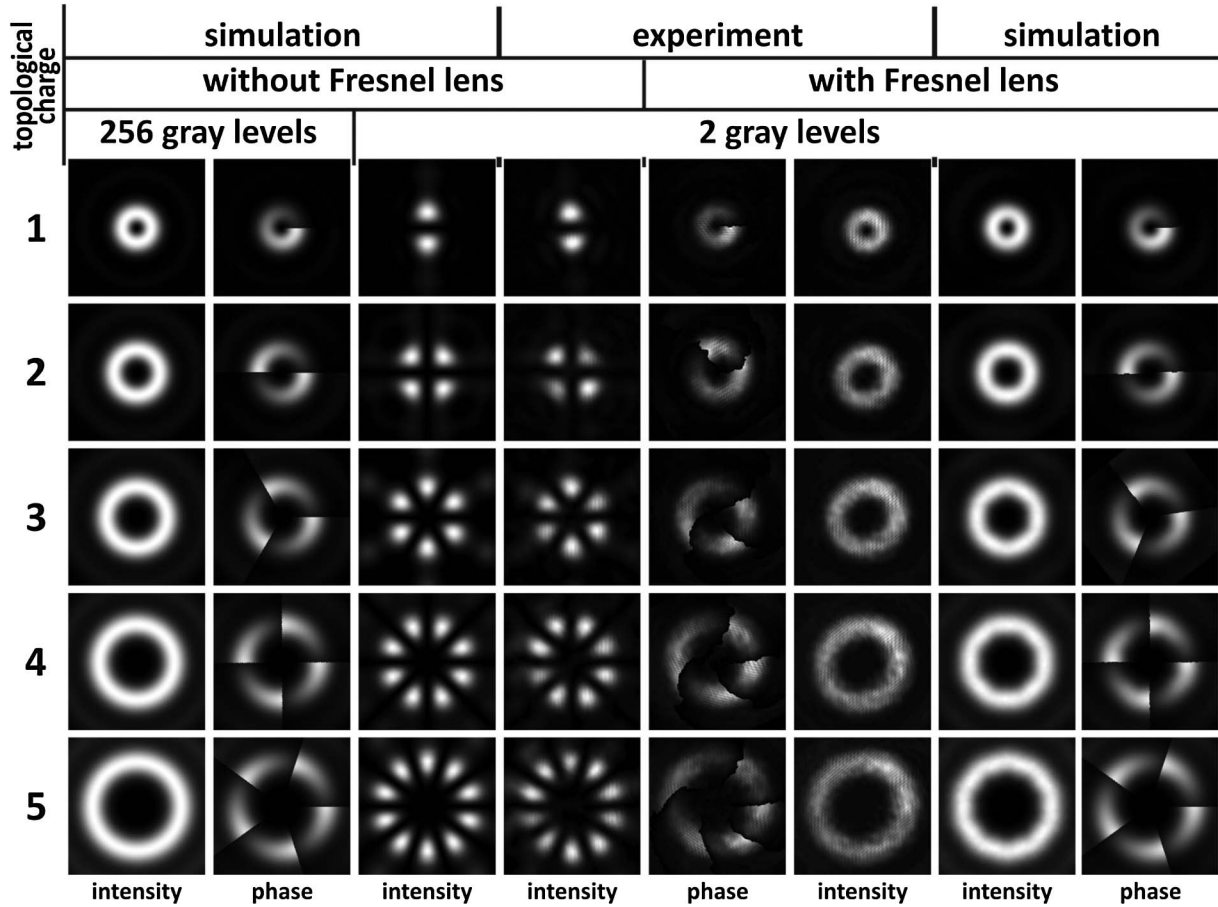 topological
charge
simulation experiment simulation
without Fresnel lens with Fresnel lens
256 gray levels 2 gray levels
1
2
3
4
5
intensity phase intensity intensity phase intensity intensity phase